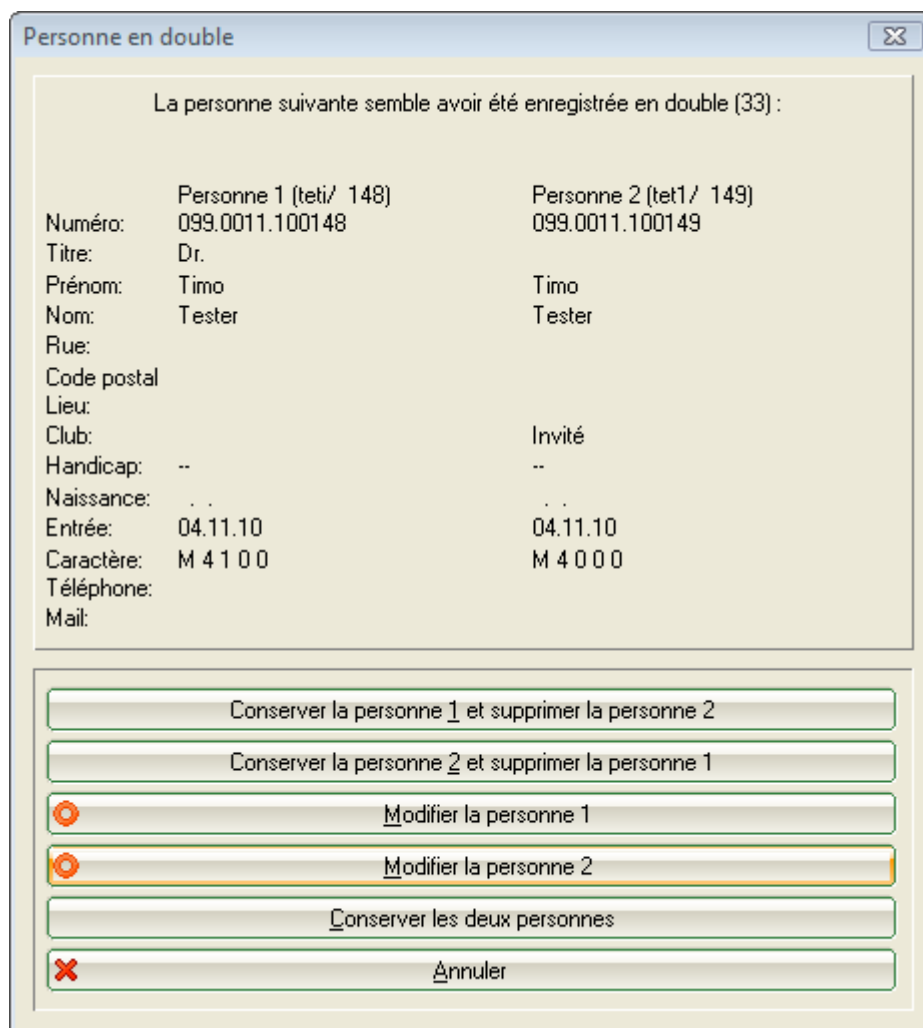 Personne en double
La personne suivante semble avoir été enregistrée en double (33) :
Personne 1 (teti/ 148) Personne 2 (tet1/ 149)
Numéro: 099.0011.100148 099.0011.100149
Titre: Dr.
Prénom: Timo Timo
Nom: Tester Tester
Rue:
Code postal
Lieu:
Club: Invité
Handicap: -- --
Naissance: . . . .
Entrée: 04.11.10 04.11.10
Caractère: M 4 1 0 0 M 4 0 0 0
Téléphone:
Mail:
Conserver la personne 1 et supprimer la personne 2
Conserver la personne 2 et supprimer la personne 1
Modifier la personne 1
Modifier la personne 2
Conserver les deux personnes
Annuler